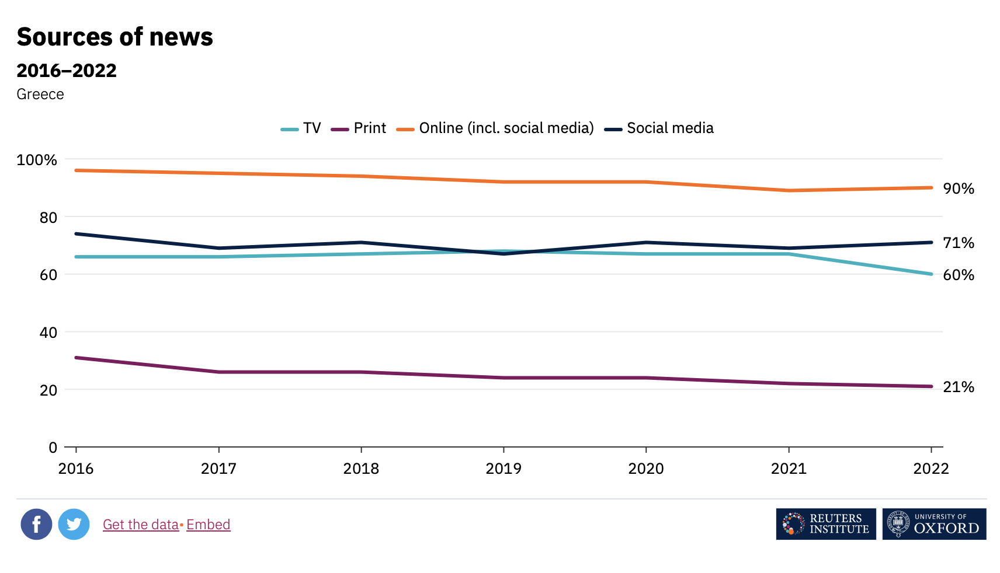 Sources of news
2016–2022
Greece
TV Print Online (incl. social media) Social media
100%
90%
80
71%
60
60%
40
20
21%
0
2016 2017 2018 2019 2020 2021 2022
Get the data • Embed
REUTERS
INSTITUTE
UNIVERSITY OF
OXFORD